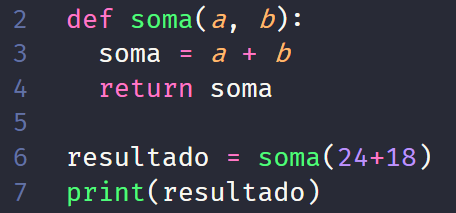 2 def soma(a, b):
3   soma = a + b
4   return soma
5
6 resultado = soma(24+18)
7 print(resultado)